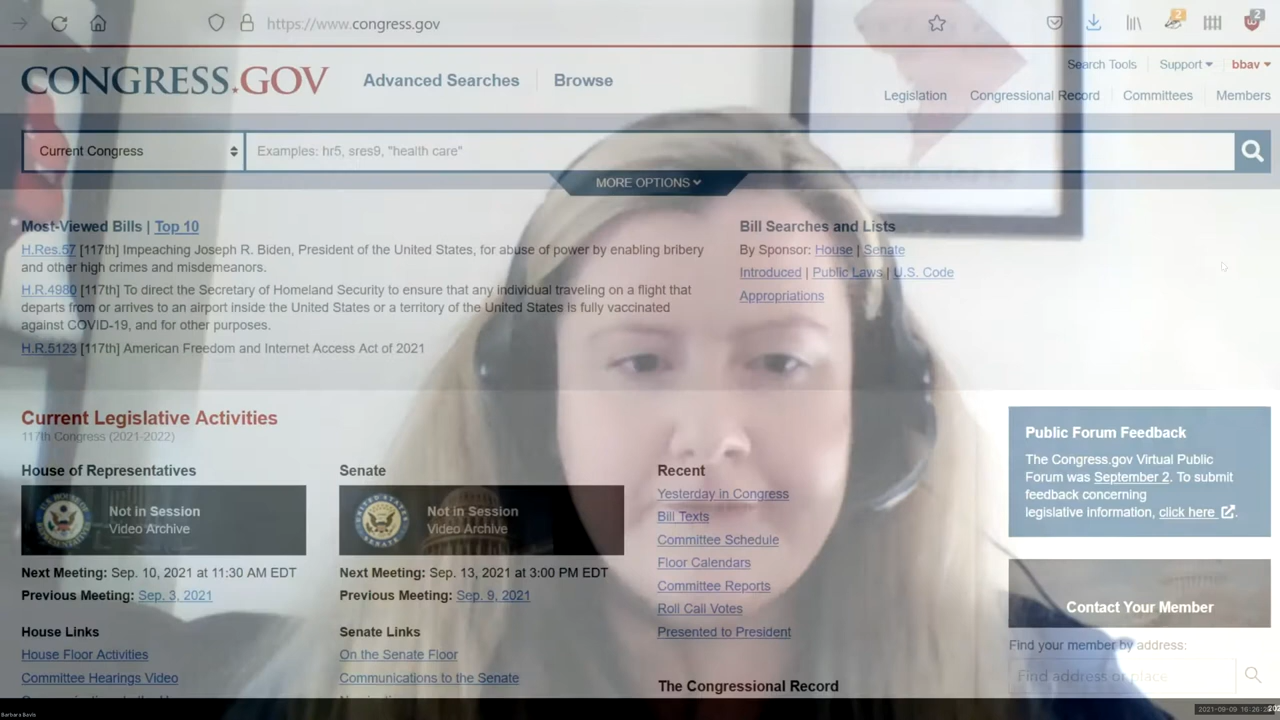 https://www.congress.gov
2
2
CONGRESS.GOV
Advanced Searches
Browse
Search Tools
Support
bbav
Legislation
Congressional Record
Committees
Members
Current Congress
Examples: hr5, sres9, "health care"
MORE OPTIONS
Most-Viewed Bills | Top 10
H.Res.57 [117th] Impeaching Joseph R. Biden, President of the United States, for abuse of power by enabling bribery
and other high crimes and misdemeanors.
H.R.4980 [117th] To direct the Secretary of Homeland Security to ensure that any individual traveling on a flight that
departs from or arrives to an airport inside the United States or a territory of the United States is fully vaccinated
against COVID-19, and for other purposes.
H.R.5123 [117th] American Freedom and Internet Access Act of 2021
Bill Searches and Lists
By Sponsor: House | Senate
Introduced | Public Laws | U.S. Code
Appropriations
Current Legislative Activities
117th Congress (2021-2022)
House of Representatives
Not in Session
Video Archive
Next Meeting: Sep. 10, 2021 at 11:30 AM EDT
Previous Meeting: Sep. 3, 2021
House Links
House Floor Activities
Committee Hearings Video
Senate
Not in Session
Video Archive
Next Meeting: Sep. 13, 2021 at 3:00 PM EDT
Previous Meeting: Sep. 9, 2021
Senate Links
On the Senate Floor
Communications to the Senate
Recent
Yesterday in Congress
Bill Texts
Committee Schedule
Floor Calendars
Committee Reports
Roll Call Votes
Presented to President
The Congressional Record
Public Forum Feedback
The Congress.gov Virtual Public
Forum was September 2. To submit
feedback concerning
legislative information, click here.
Contact Your Member
Find your member by address:
Find address or place
Barbara Bavis